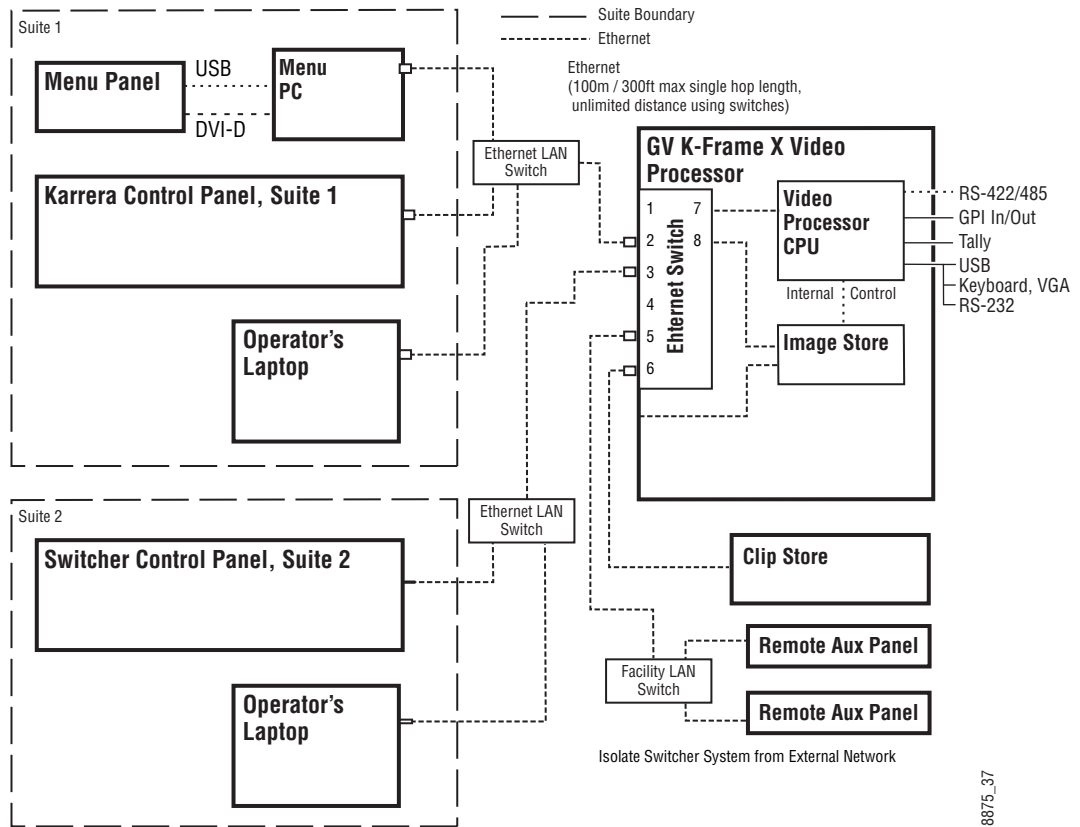 Suite 1
Menu Panel
USB
DVI-D
Menu
PC
Karrera Control Panel, Suite 1
Operator's
Laptop
Suite Boundary
Ethernet
Ethernet
(100m / 300ft max single hop length,
unlimited distance using switches)
Ethernet LAN
Switch
GV K-Frame X Video
Processor
1
2
3
4
5
6
7
8
Ehternet Switch
Video
Processor
CPU
Internal
Control
Image Store
RS-422/485
GPI In/Out
Tally
USB
Keyboard, VGA
RS-232
Suite 2
Switcher Control Panel, Suite 2
Operator's
Laptop
Ethernet LAN
Switch
Clip Store
Remote Aux Panel
Facility LAN
Switch
Remote Aux Panel
Isolate Switcher System from External Network
8875_37